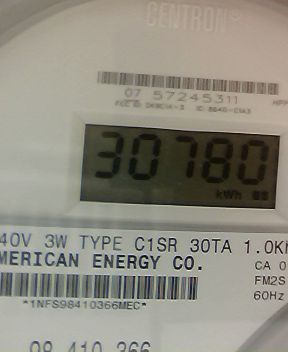 CENTRON®
07 57245311
30780
kWh
40V 3W TYPE C1SR 30TA 1.0K
MERICAN ENERGY CO.
CA 0
FM2S
60Hz
*1NFS98410366MEC*
98 410 366